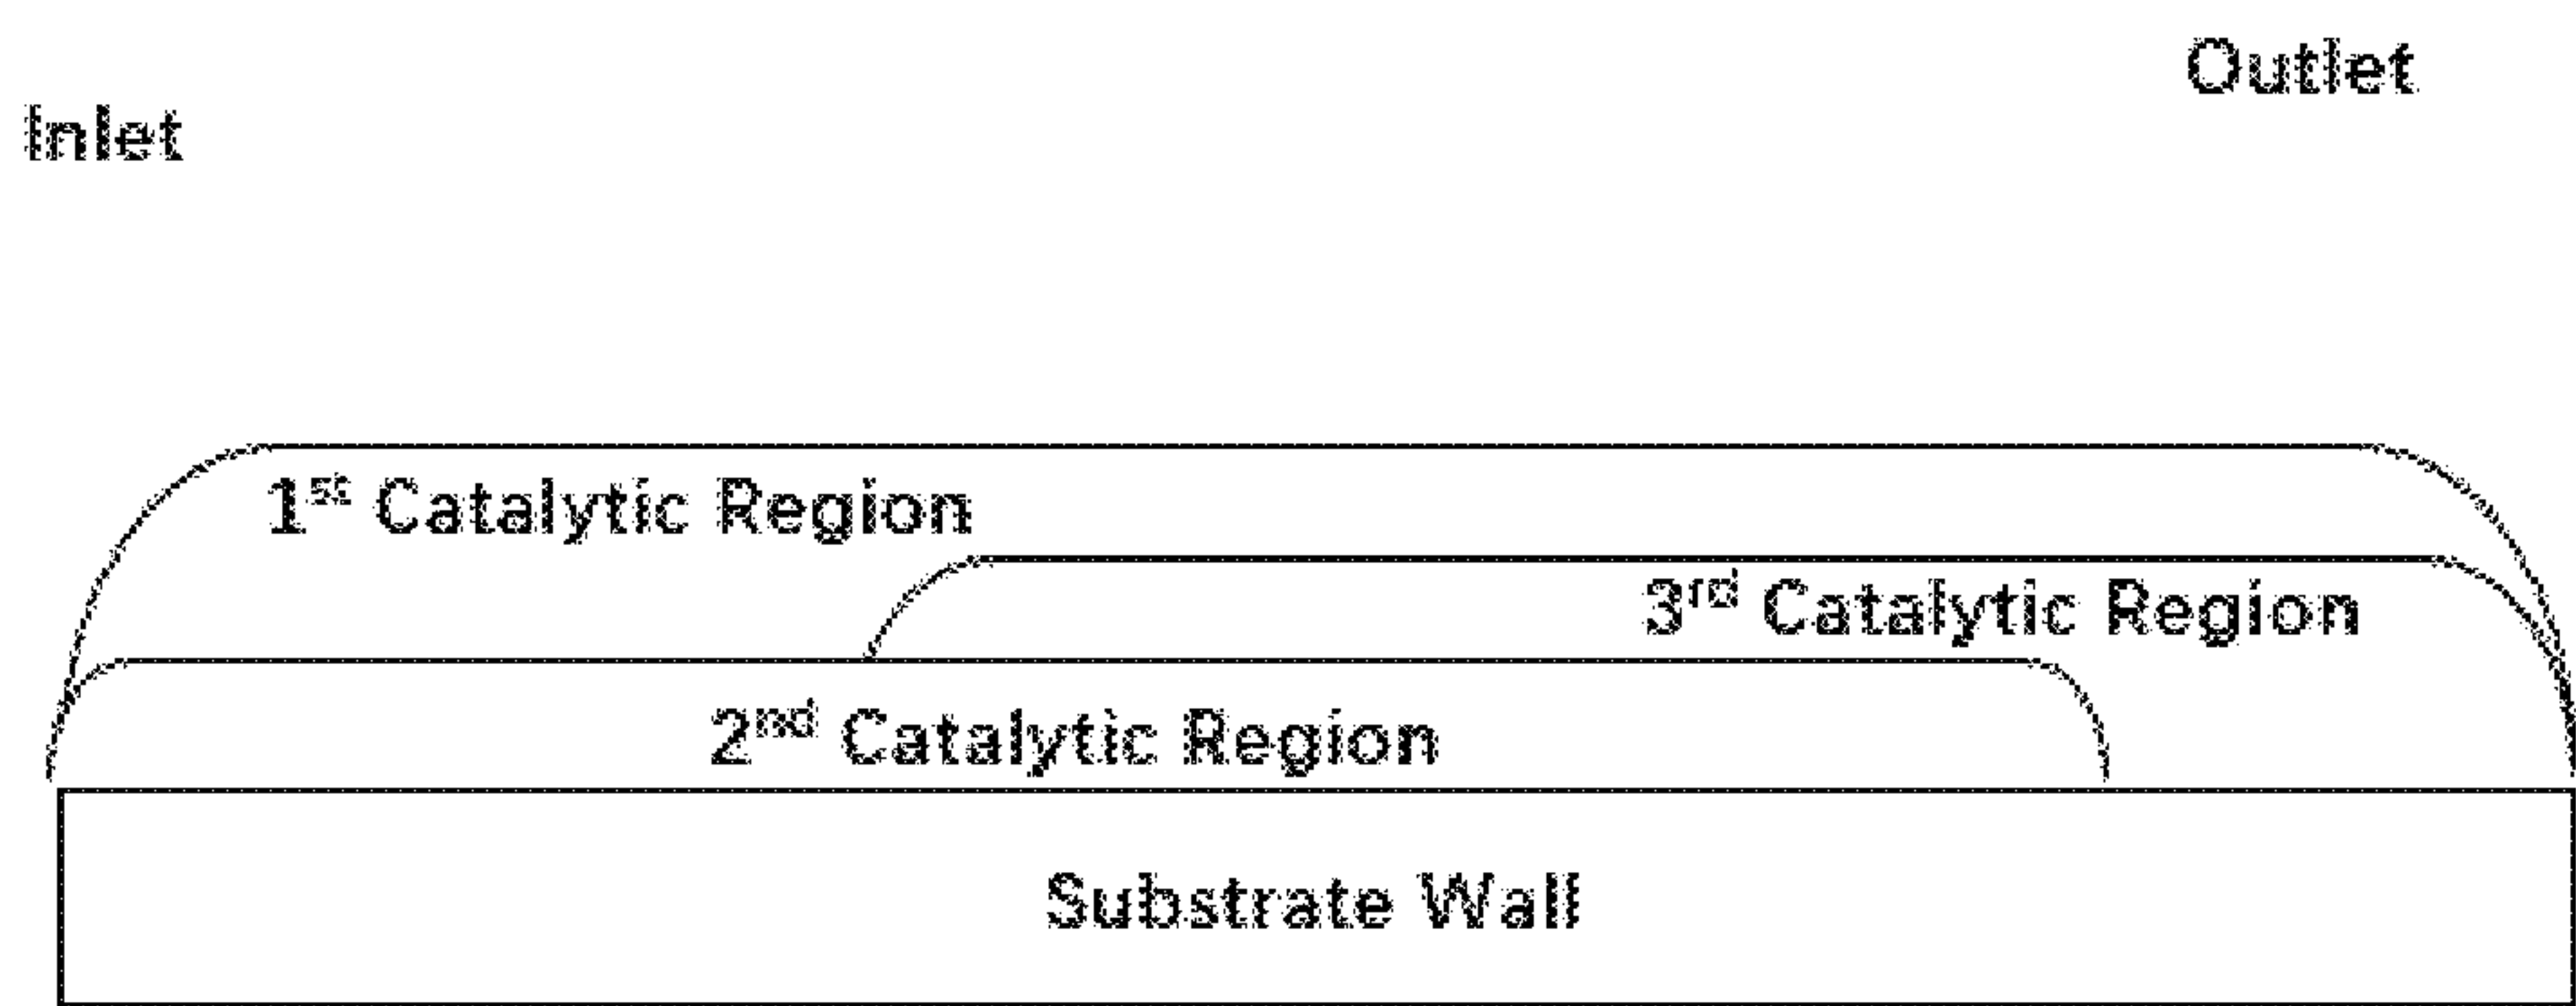 Outlet
Inlet
1st Catalytic Region
3rd Catalytic Region
2nd Catalytic Region
Substrate Wall